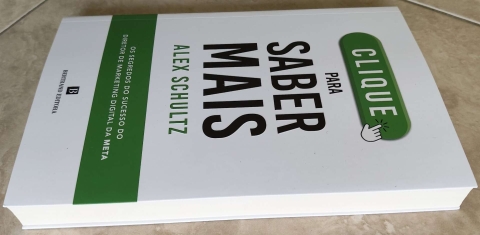 CLIQUE
PARA
SABER
MAIS
ALEX SCHULTZ
OS SEGREDOS DO SUCESSO DO
DIRETOR DE MARKETING DIGITAL DA META
B
BERTRAND EDITORA